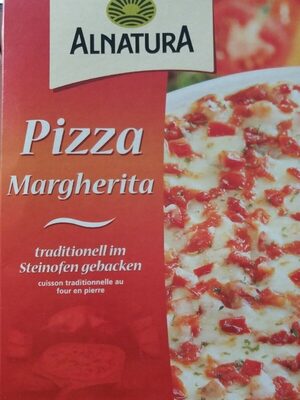 ALNATURA
Pizza
Margherita
traditionell im
Steinofen gebacken
cuisson traditionnelle au
four en pierre